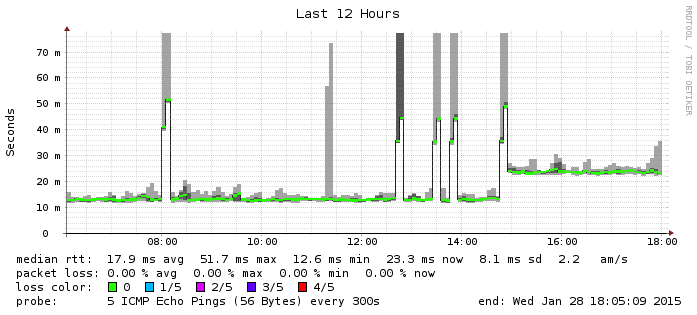 Last 12 Hours
RRDTOOL / TOBI OETIKER
Seconds
70 m
60 m
50 m
40 m
30 m
20 m
10 m
0
08:00 10:00 12:00 14:00 16:00 18:00
median rtt: 17.9 ms avg 51.7 ms max 12.6 ms min 23.3 ms now 8.1 ms sd 2.2 am/s
packet loss: 0.00 % avg 0.00 % max 0.00 % min 0.00 % now
loss color: 0 1/5 2/5 3/5 4/5
probe: 5 ICMP Echo Pings (56 Bytes) every 300s end: Wed Jan 28 18:05:09 2015